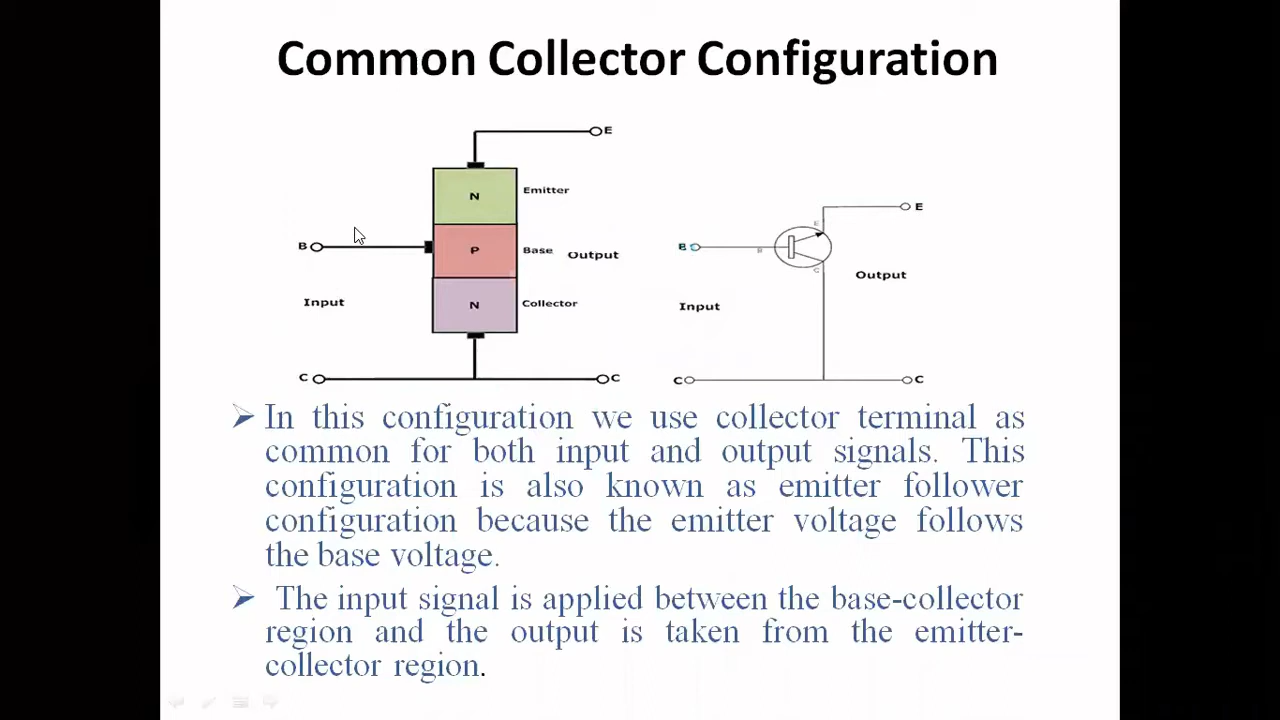 Common Collector Configuration
E
N
Emitter
B
P
Base
Output
Input
N
Collector
C
C
E
E
B
B
C
Output
Input
C
C
➢ In this configuration we use collector terminal as
common for both input and output signals. This
configuration is also known as emitter follower
configuration because the emitter voltage follows
the base voltage.
➢ The input signal is applied between the base-collector
region and the output is taken from the emitter-
collector region.